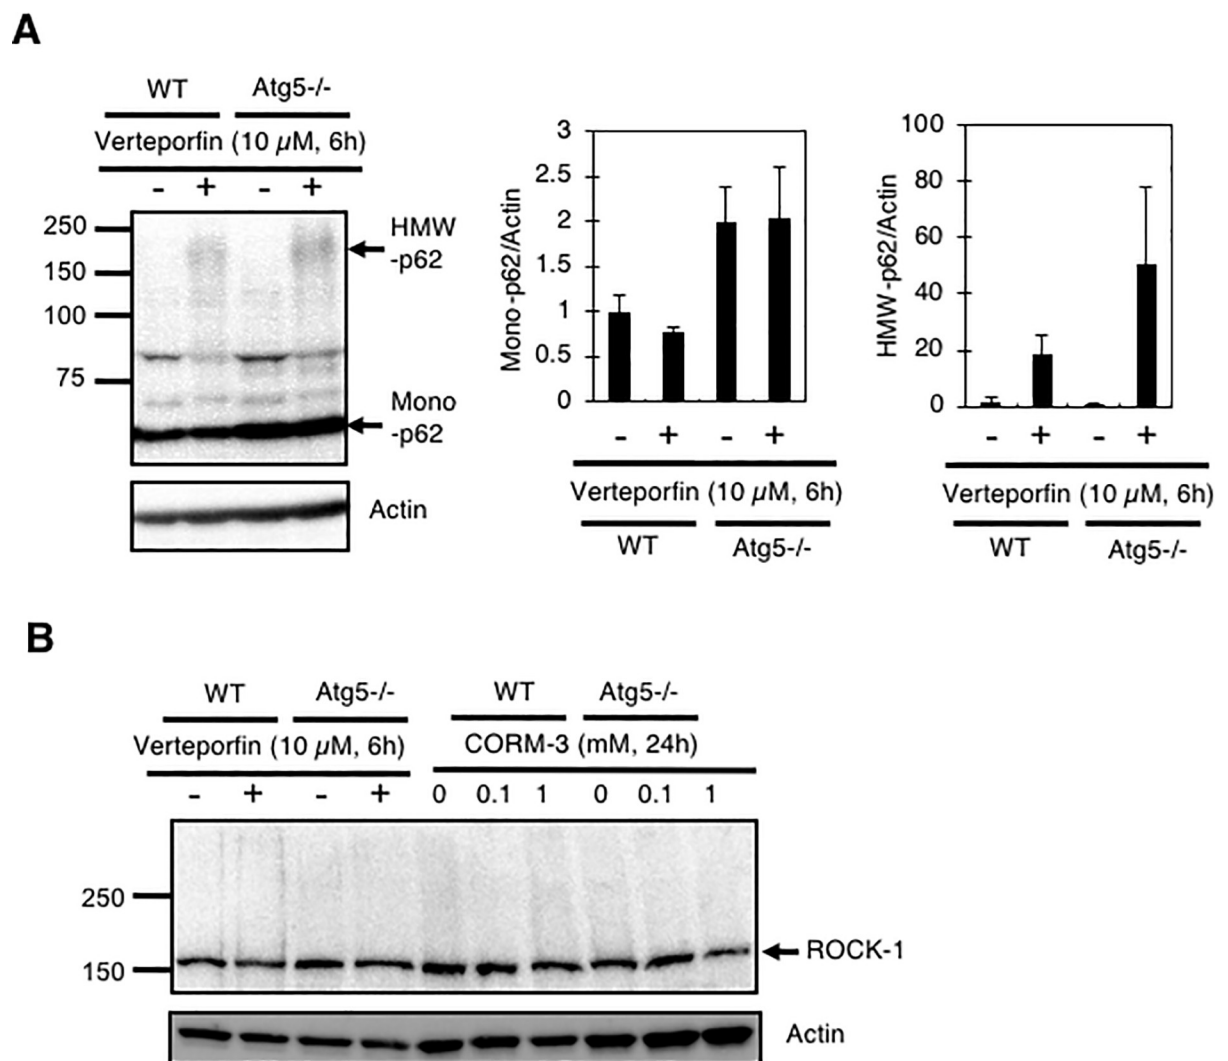 A
WT Atg5-/-
Verteporfin (10 µM, 6h)
- + - +
250
150
100
75
HMW
-p62
Mono
-p62
Actin
Mono-p62/Actin
3
2.5
2
1.5
1
0.5
0
- + - +
Verteporfin (10 µM, 6h)
WT Atg5-/-
HMW-p62/Actin
100
80
60
40
20
0
- + - +
Verteporfin (10 µM, 6h)
WT Atg5-/-
B
WT Atg5-/- WT Atg5-/-
Verteporfin (10 µM, 6h) CORM-3 (mM, 24h)
- + - + 0 0.1 1 0 0.1 1
250
150
ROCK-1
Actin